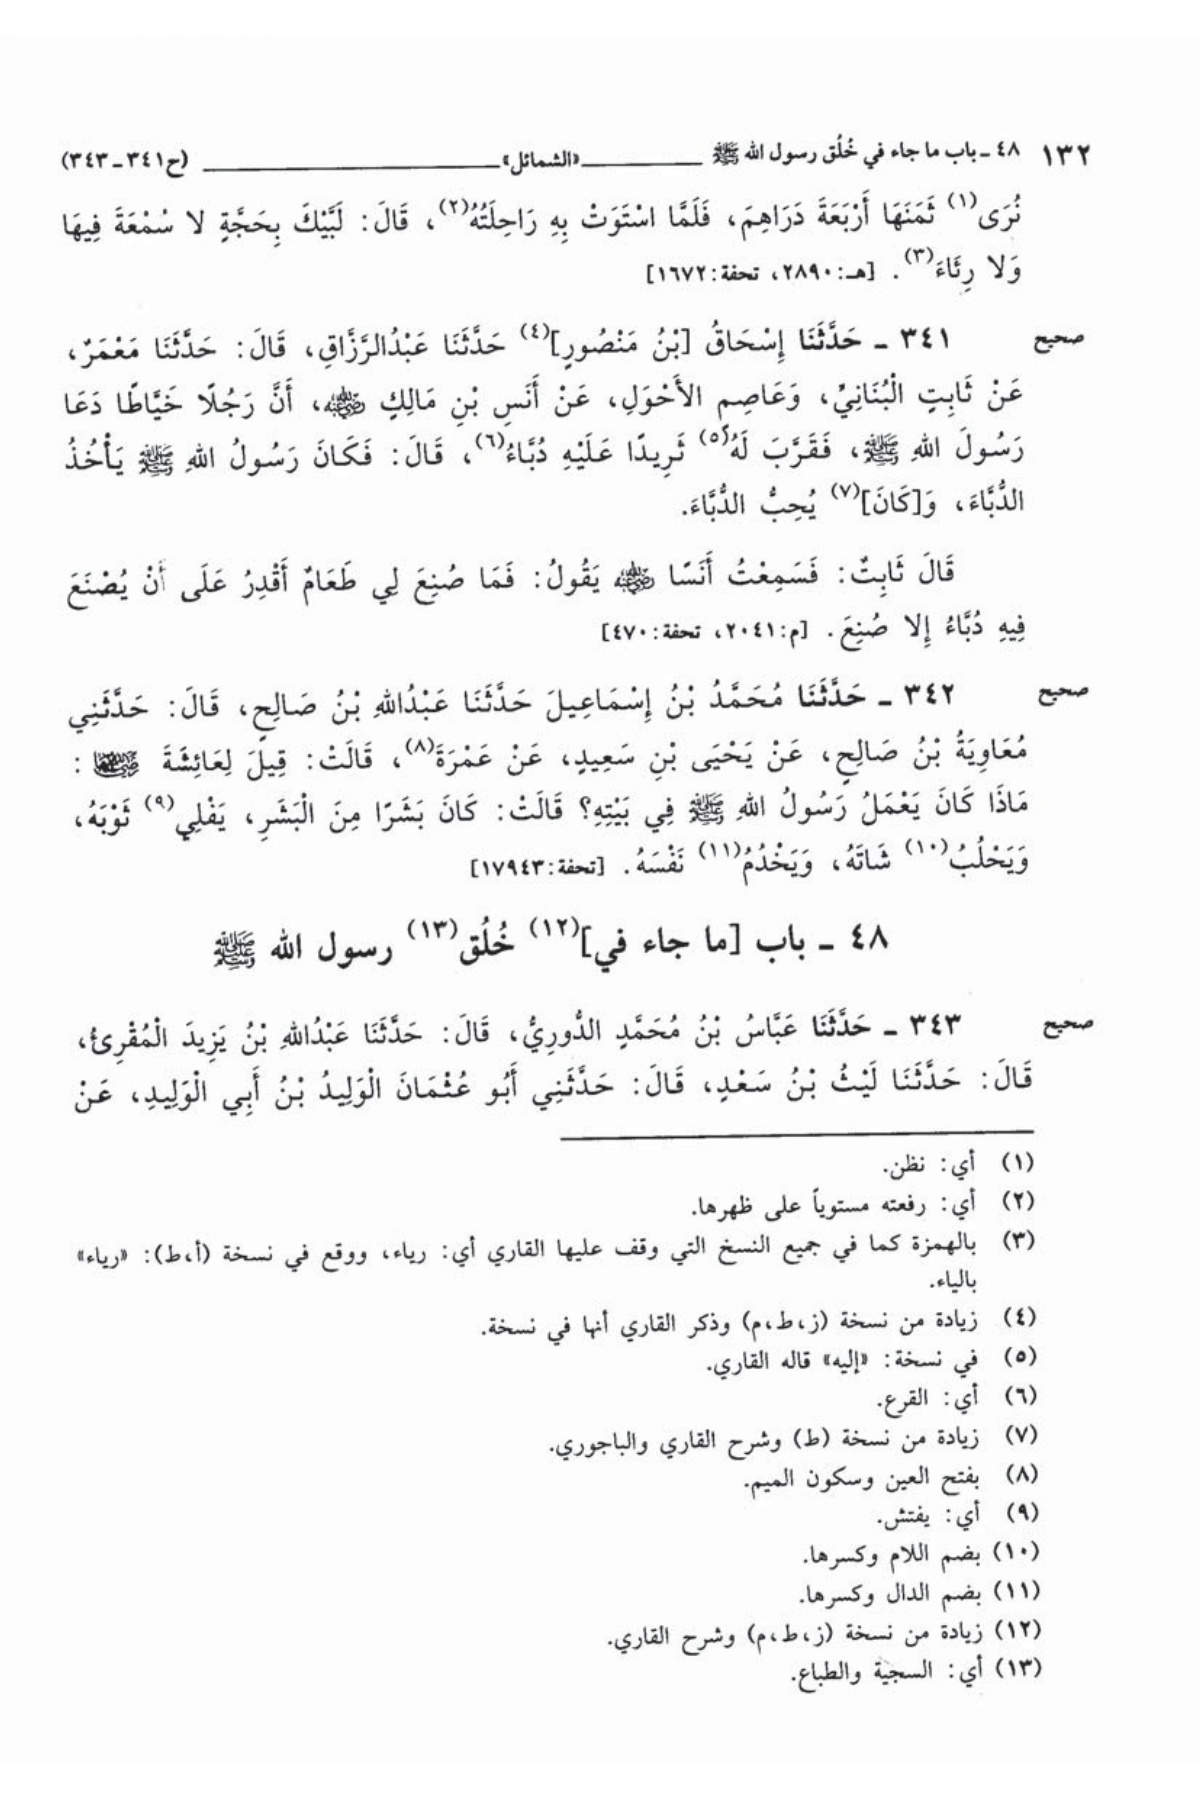 ١٣٢ ٤٨ ـ باب ما جاء في خُلُق رسول الله ﷺ ــــــ «الشمائل» ــــــ (ح٣٤١ ـ ٣٤٣)
نُرَى(١) ثَمَنَهَا أَرْبَعَةَ دَرَاهِمَ، فَلَمَّا اسْتَوَتْ بِهِ رَاحِلَتُهُ(٢)، قَالَ: لَبَّيْكَ بِحَجَّةٍ لا سُمْعَةَ فِيهَا
وَلا رِئَاءَ(٣). [هـ:٢٨٩٠، تحفة:١٦٧٢]
صحيح ٣٤١ ـ حَدَّثَنَا إِسْحَاقُ [بْنُ مَنْصُورٍ](٤) حَدَّثَنَا عَبْدُالرَّزَّاقِ، قَالَ: حَدَّثَنَا مَعْمَرٌ،
عَنْ ثَابِتٍ الْبُنَانِيِّ، وَعَاصِمٍ الأَحْوَلِ، عَنْ أَنَسِ بْنِ مَالِكٍ رضي الله عنه، أَنَّ رَجُلًا خَيَّاطًا دَعَا
رَسُولَ اللهِ ﷺ، فَقَرَّبَ لَهُ(٥) ثَرِيدًا عَلَيْهِ دُبَّاءُ(٦)، قَالَ: فَكَانَ رَسُولُ اللهِ ﷺ يَأْخُذُ
الدُّبَّاءَ، وَ[كَانَ](٧) يُحِبُّ الدُّبَّاءَ.
قَالَ ثَابِتٌ: فَسَمِعْتُ أَنَسًا رضي الله عنه يَقُولُ: فَمَا صُنِعَ لِي طَعَامٌ أَقْدِرُ عَلَى أَنْ يُصْنَعَ
فِيهِ دُبَّاءُ إِلا صُنِعَ. [م:٢٠٤١، تحفة:٤٧٠]
صحيح ٣٤٢ ـ حَدَّثَنَا مُحَمَّدُ بْنُ إِسْمَاعِيلَ حَدَّثَنَا عَبْدُاللهِ بْنُ صَالِحٍ، قَالَ: حَدَّثَنِي
مُعَاوِيَةُ بْنُ صَالِحٍ، عَنْ يَحْيَى بْنِ سَعِيدٍ، عَنْ عَمْرَةَ(٨)، قَالَتْ: قِيلَ لِعَائِشَةَ رضي الله عنها :
مَاذَا كَانَ يَعْمَلُ رَسُولُ اللهِ ﷺ فِي بَيْتِهِ؟ قَالَتْ: كَانَ بَشَرًا مِنَ الْبَشَرِ، يَفْلِي(٩) ثَوْبَهُ،
وَيَحْلُبُ(١٠) شَاتَهُ، وَيَخْدُمُ(١١) نَفْسَهُ. [تحفة:١٧٩٤٣]
٤٨ ـ باب [ما جاء في](١٢) خُلُق(١٣) رسول الله ﷺ
صحيح ٣٤٣ ـ حَدَّثَنَا عَبَّاسُ بْنُ مُحَمَّدٍ الدُّورِيُّ، قَالَ: حَدَّثَنَا عَبْدُاللهِ بْنُ يَزِيدَ الْمُقْرِئُ،
قَالَ: حَدَّثَنَا لَيْثُ بْنُ سَعْدٍ، قَالَ: حَدَّثَنِي أَبُو عُثْمَانَ الْوَلِيدُ بْنُ أَبِي الْوَلِيدِ، عَنْ
(١) أي: نظن.
(٢) أي: رفعته مستوياً على ظهرها.
(٣) بالهمزة كما في جميع النسخ التي وقف عليها القاري أي: رياء، ووقع في نسخة (أ،ط): «رياء»
بالياء.
(٤) زيادة من نسخة (ز،ط،م) وذكر القاري أنها في نسخة.
(٥) في نسخة: «إليه» قاله القاري.
(٦) أي: القرع.
(٧) زيادة من نسخة (ط) وشرح القاري والباجوري.
(٨) بفتح العين وسكون الميم.
(٩) أي: يفتش.
(١٠) بضم اللام وكسرها.
(١١) بضم الدال وكسرها.
(١٢) زيادة من نسخة (ز،ط،م) وشرح القاري.
(١٣) أي: السجية والطباع.